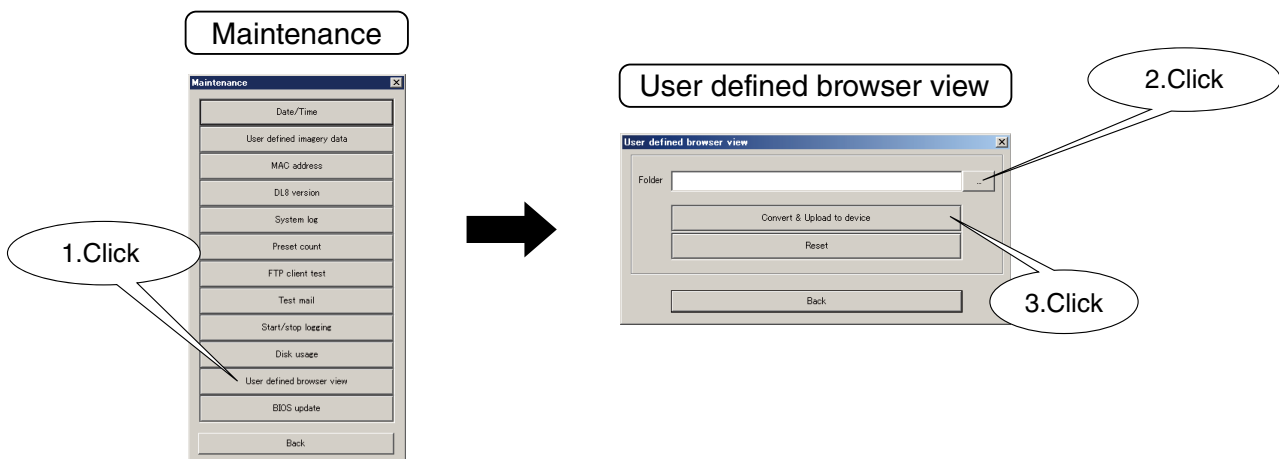 Maintenance
Maintenance
Date/Time
User defined imagery data
MAC address
DL8 version
System log
Preset count
FTP client test
Test mail
Start/stop logging
Disk usage
User defined browser view
BIOS update
Back
1.Click
User defined browser view
User defined browser view
Folder
..
Convert & Upload to device
Reset
Back
2.Click
3.Click